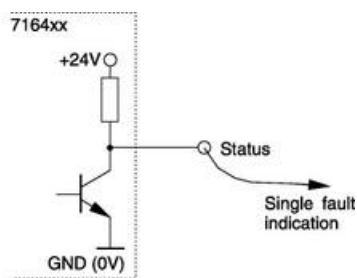 7164xx
+24V
Status
Single fault
indication
GND (0V)